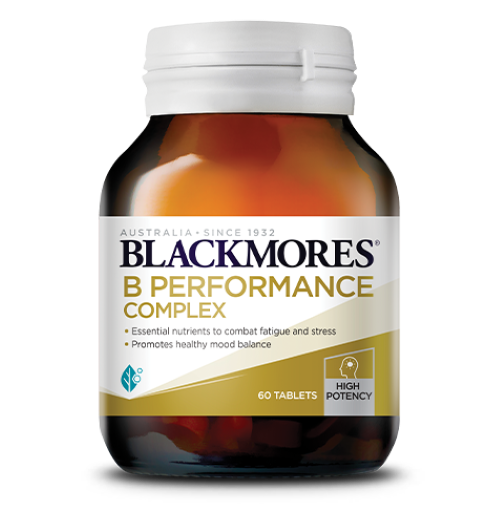 AUSTRALIA • SINCE 1932
BLACKMORES®
B PERFORMANCE
COMPLEX
• Essential nutrients to combat fatigue and stress
• Promotes healthy mood balance
60 TABLETS
HIGH
POTENCY